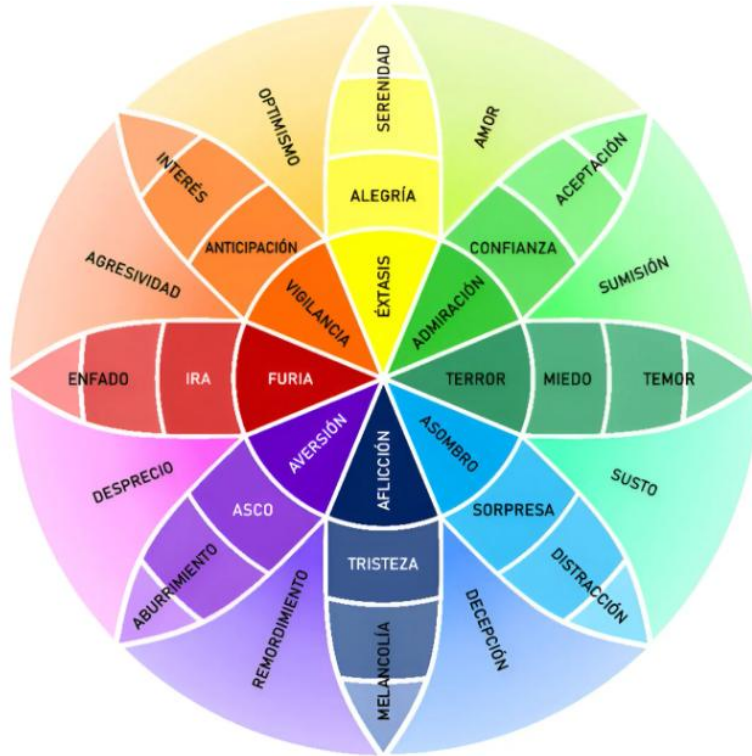 SERENIDAD
OPTIMISMO
AMOR
INTERÉS
ALEGRÍA
ACEPTACIÓN
ANTICIPACIÓN
CONFIANZA
AGRESIVIDAD
VIGILANCIA
ÉXTASIS
ADMIRACIÓN
SUMISIÓN
ENFADO
IRA
FURIA
TERROR
MIEDO
TEMOR
DESPRECIO
AVERSIÓN
AFLICCIÓN
ASOMBRO
SUSTO
ASCO
SORPRESA
ABURRIMIENTO
TRISTEZA
DISTRACCIÓN
REMORDIMIENTO
MELANCOLÍA
DECEPCIÓN